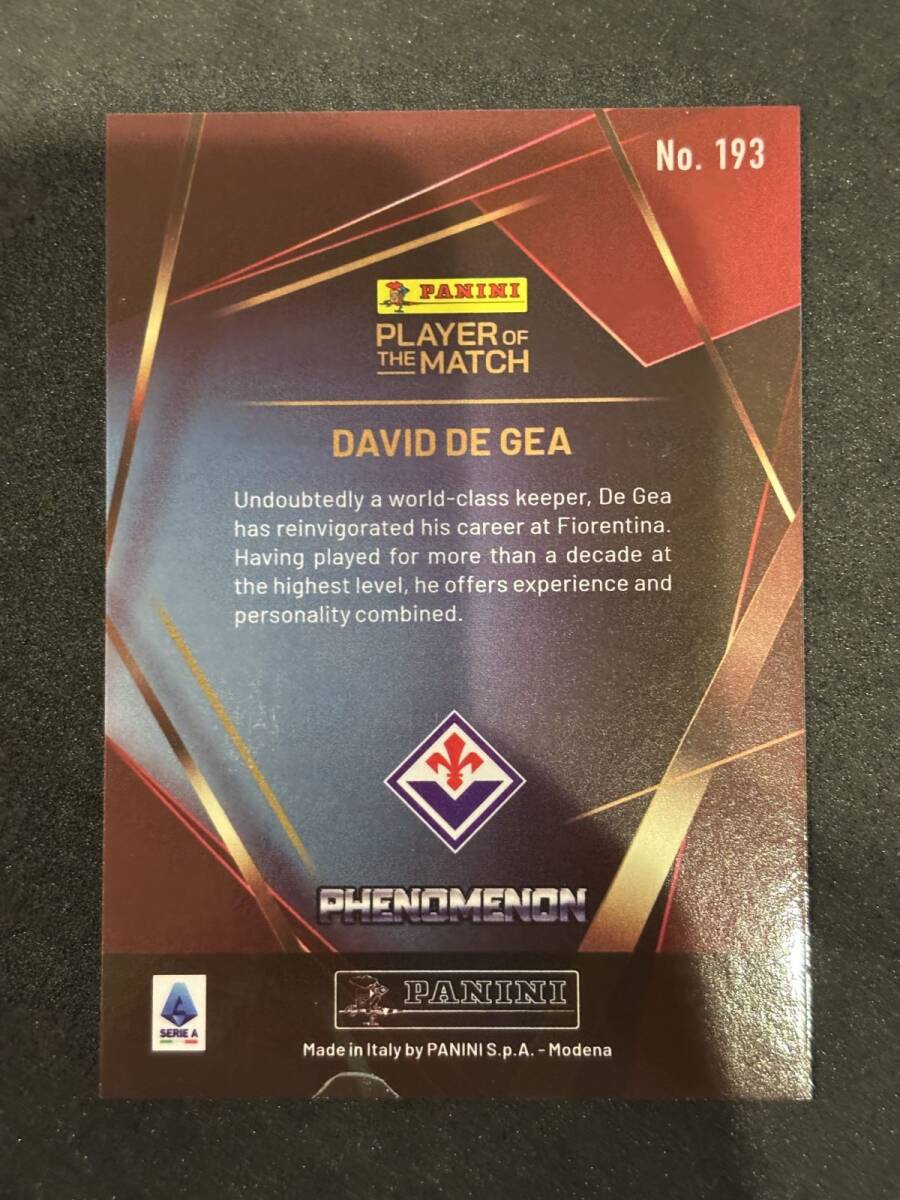 No. 193
PANINI
PLAYER OF
THE MATCH
DAVID DE GEA
Undoubtedly a world-class keeper, De Gea
has reinvigorated his career at Fiorentina.
Having played for more than a decade at
the highest level, he offers experience and
personality combined.
PHENOMENON
SERIE A
PANINI
Made in Italy by PANINI S.p.A. - Modena